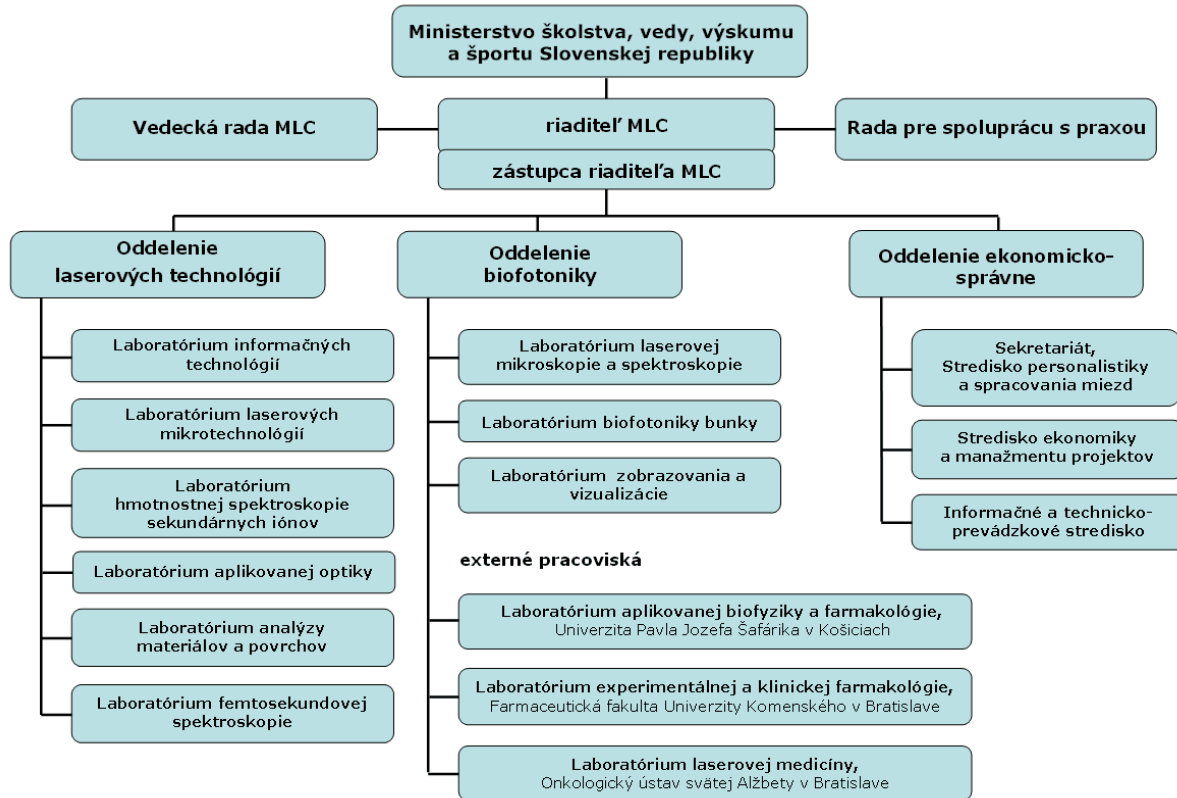 Ministerstvo školstva, vedy, výskumu
a športu Slovenskej republiky
Vedecká rada MLC
riaditeľ MLC
Rada pre spoluprácu s praxou
zástupca riaditeľa MLC
Oddelenie
laserových technológií
Laboratórium informačných
technológií
Laboratórium laserových
mikrotechnológií
Laboratórium
hmotnostnej spektroskopie
sekundárnych iónov
Laboratórium aplikovanej optiky
Laboratórium analýzy
materiálov a povrchov
Laboratórium femtosekundovej
spektroskopie
Oddelenie
biofotoniky
Laboratórium laserovej
mikroskopie a spektroskopie
Laboratórium biofotoniky bunky
Laboratórium zobrazovania a
vizualizácie
externé pracoviská
Laboratórium aplikovanej biofyziky a farmakológie,
Univerzita Pavla Jozefa Šafárika v Košiciach
Laboratórium experimentálnej a klinickej farmakológie,
Farmaceutická fakulta Univerzity Komenského v Bratislave
Laboratórium laserovej medicíny,
Onkologický ústav svätej Alžbety v Bratislave
Oddelenie ekonomicko-
správne
Sekretariát,
Stredisko personalistiky
a spracovania miezd
Stredisko ekonomiky
a manažmentu projektov
Informačné a technicko-
prevádzkové stredisko